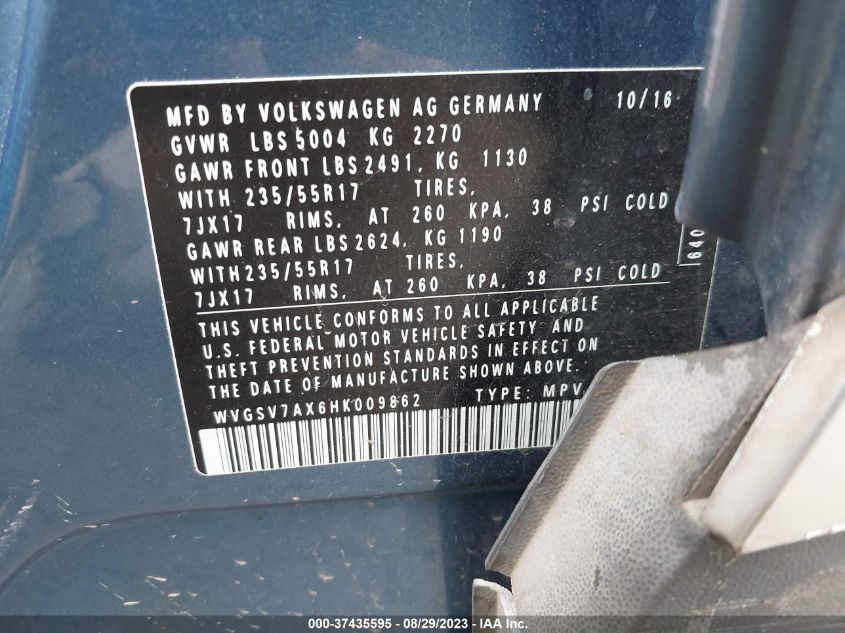 MFD BY VOLKSWAGEN AG GERMANY 10/16
GVWR LBS 5004 KG 2270
GAWR FRONT LBS 2491, KG 1130
WITH 235/55R17 TIRES,
7JX17 RIMS, AT 260 KPA, 38 PSI COLD
GAWR REAR LBS 2624, KG 1190
WITH 235/55R17 TIRES,
7JX17 RIMS, AT 260 KPA, 38 PSI COLD
640
THIS VEHICLE CONFORMS TO ALL APPLICABLE
U.S. FEDERAL MOTOR VEHICLE SAFETY AND
THEFT PREVENTION STANDARDS IN EFFECT ON
THE DATE OF MANUFACTURE SHOWN ABOVE.
WVGSV7AX6HK009862 TYPE: MPV
000-37435595 - 08/29/2023 - IAA Inc.